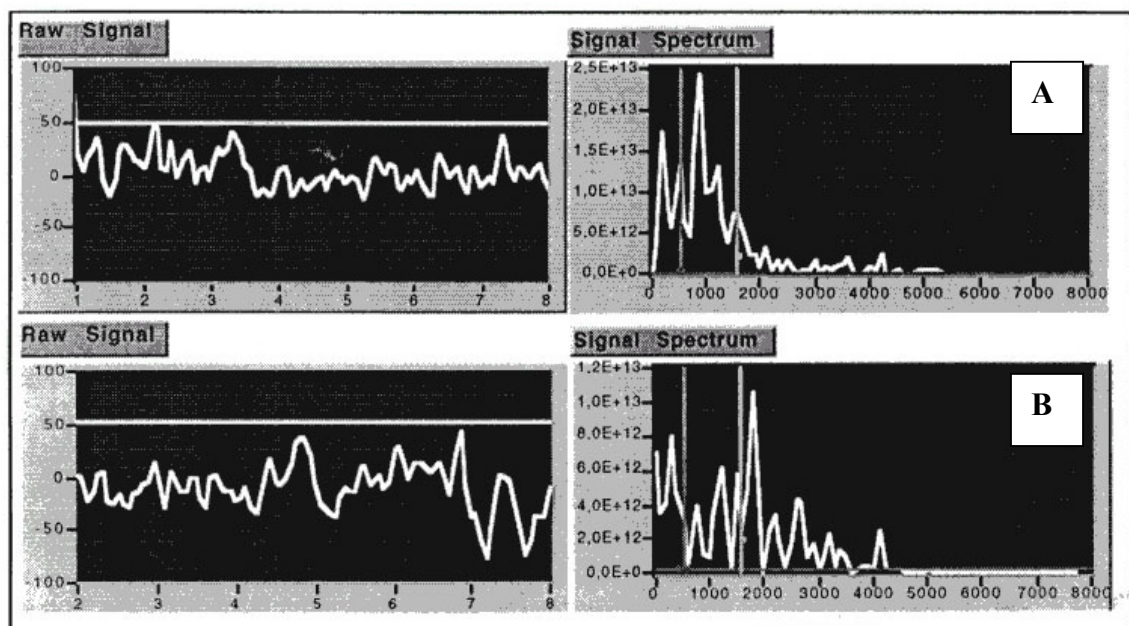 Raw Signal
100
50
0
-50
-100
1 2 3 4 5 6 7 8
Signal Spectrum
A
2,5E+13
2,0E+13
1,5E+13
1,0E+13
5,0E+12
0,0E+0
0 1000 2000 3000 4000 5000 6000 7000 8000
Raw Signal
100
50
0
-50
-100
2 3 4 5 6 7 8
Signal Spectrum
B
1,2E+13
1,0E+13
8,0E+12
6,0E+12
4,0E+12
2,0E+12
0,0E+0
0 1000 2000 3000 4000 5000 6000 7000 8000